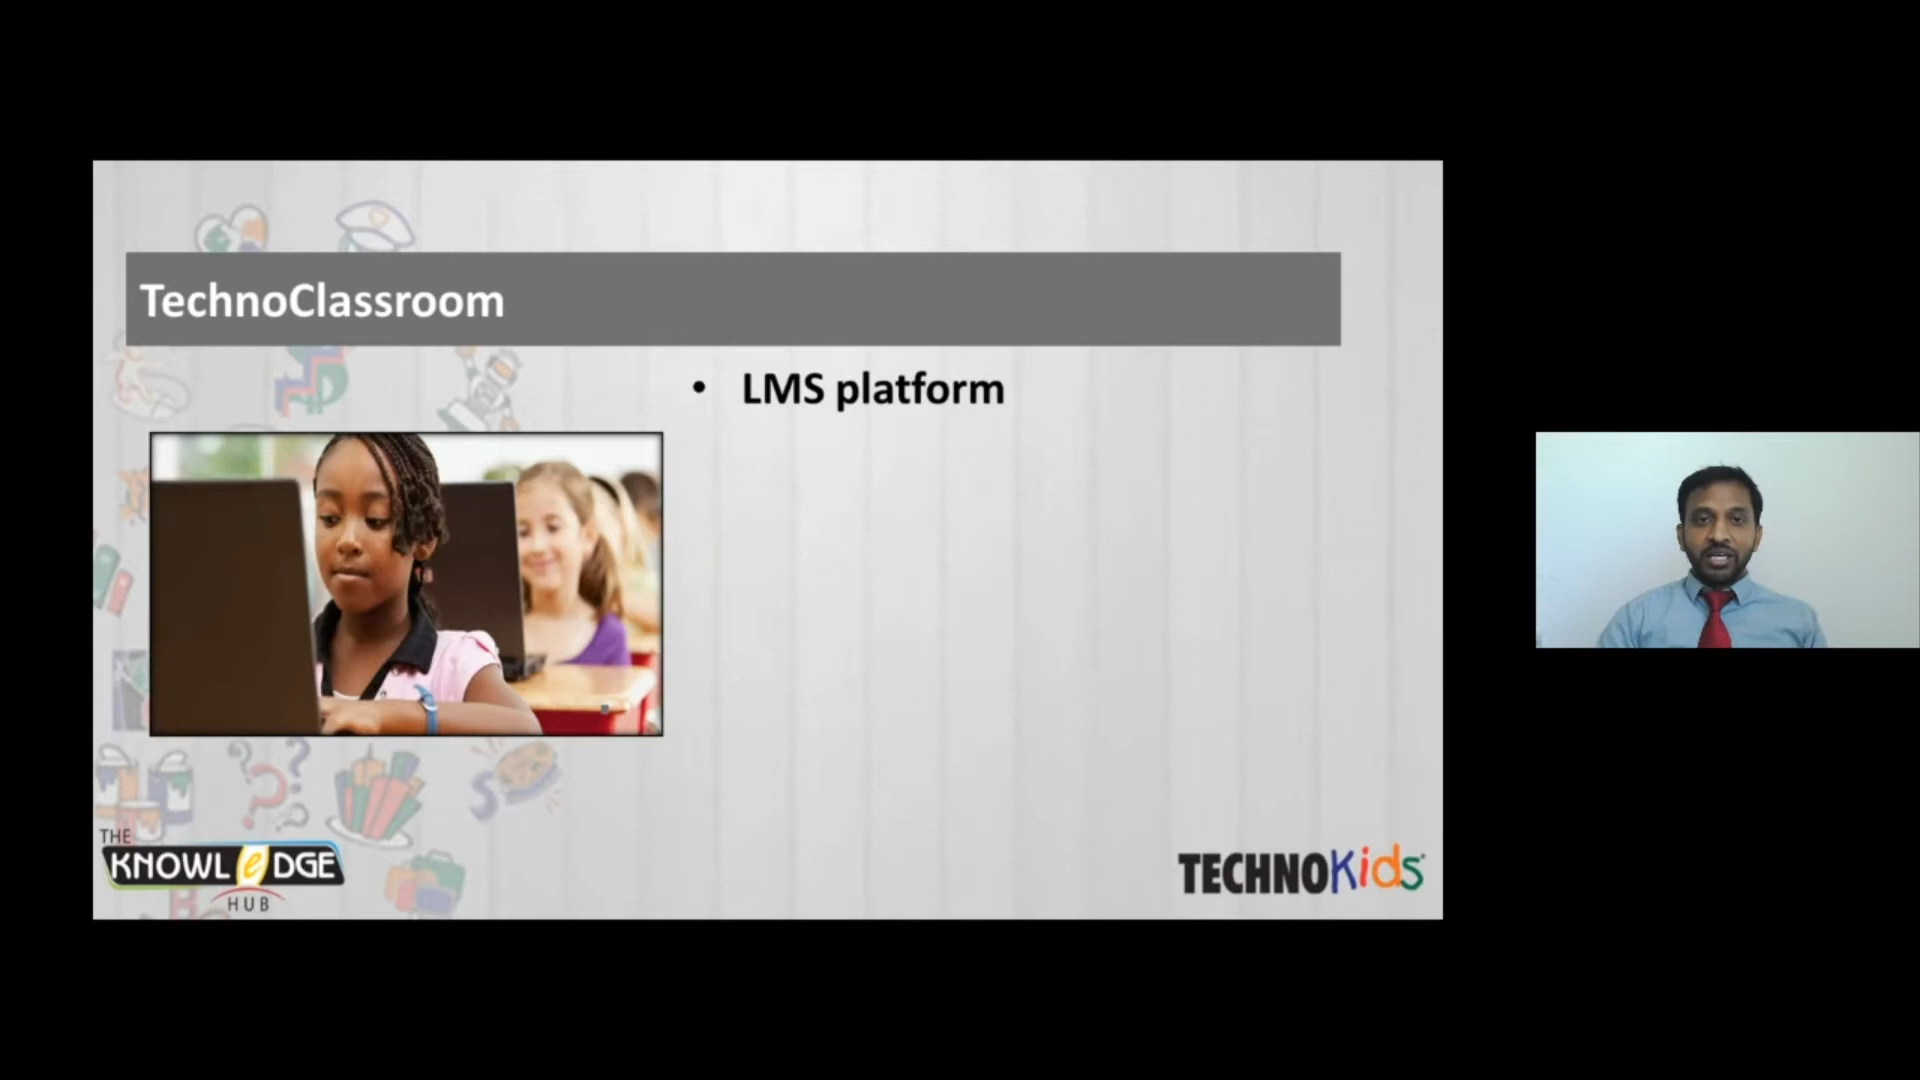 TechnoClassroom
• LMS platform
THE
KNOWLeDGE
HUB
TECHNOKids